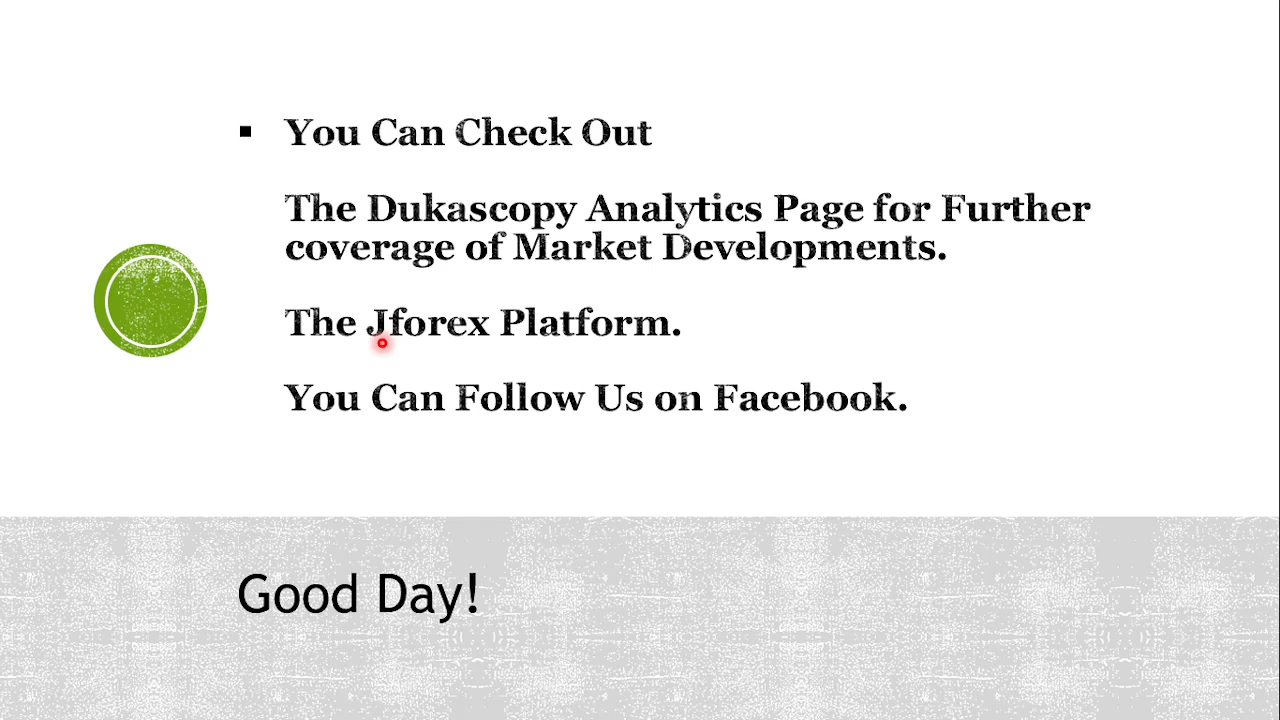 ▪ You Can Check Out
The Dukascopy Analytics Page for Further
coverage of Market Developments.
The Jforex Platform.
You Can Follow Us on Facebook.
Good Day!